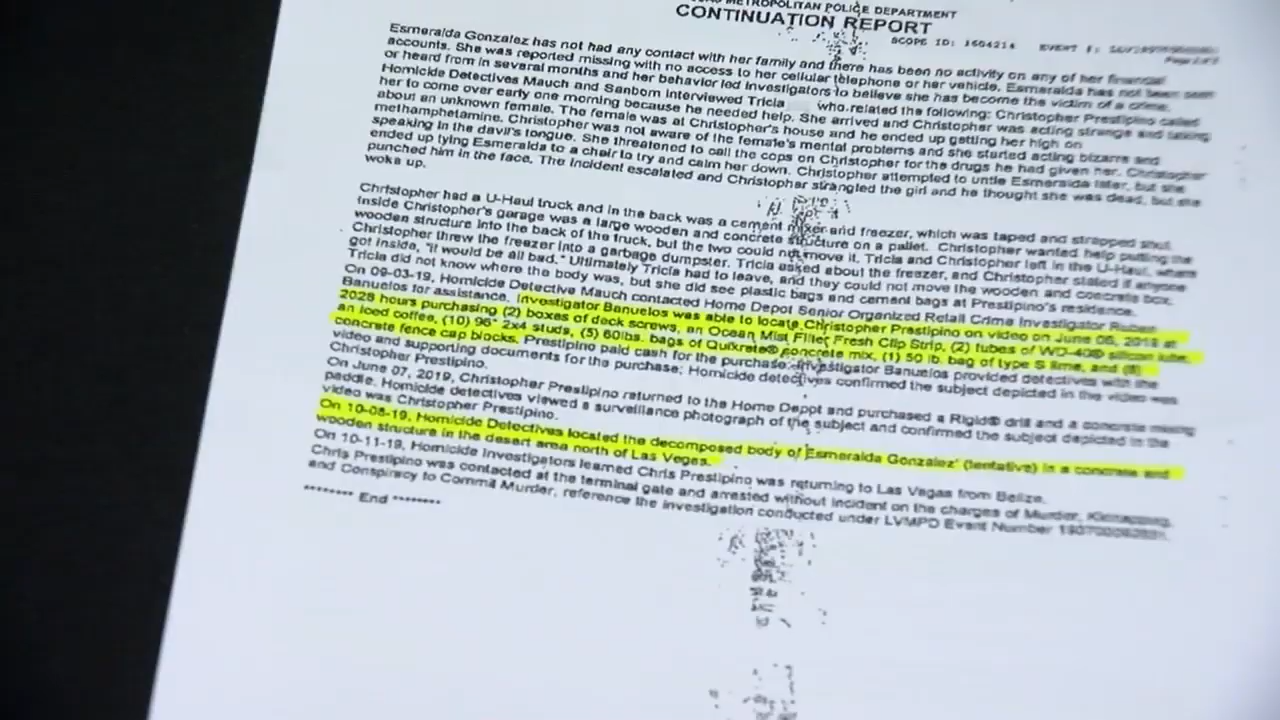 METROPOLITAN POLICE DEPARTMENT
CONTINUATION REPORT
SCOPE ID: 1604214 EVENT #:
Esmeralda Gonzalez has not had any contact with her family and there has been no activity on any of her financial
accounts. She was reported missing with no access to her cellular telephone or her vehicle. Esmeralda has not been seen
or heard from in several months and her behavior led investigators to believe she has become the victim of a crime.
Homicide Detectives Mauch and Sanborn interviewed Tricia who related the following: Christopher Prestipino called
her to come over early one morning because he needed help. She arrived and Christopher was acting strange and talking
about an unknown female. The female was at Christopher's house and he ended up getting her high on
methamphetamine. Christopher was not aware of the female's mental problems and she started acting bizarre and
speaking in the devil's tongue. She threatened to call the cops on Christopher for the drugs he had given her. Christopher
ended up tying Esmeralda to a chair to try and calm her down. Christopher attempted to untie Esmeralda later, but she
punched him in the face. The incident escalated and Christopher strangled the girl and he thought she was dead, but she
woke up.
Christopher had a U-Haul truck and in the back was a cement mixer and freezer, which was taped and strapped shut.
Inside Christopher's garage was a large wooden and concrete structure on a pallet. Christopher wanted help putting the
wooden structure into the back of the truck, but the two could not move it. Tricia and Christopher left in the U-Haul, where
Christopher threw the freezer into a garbage dumpster. Tricia asked about the freezer, and Christopher stated if anyone
got inside, "it would be all bad." Ultimately Tricia had to leave, and they could not move the wooden and concrete box.
Tricia did not know where the body was, but she did see plastic bags and cement bags at Prestipino's residence.
On 09-03-19, Homicide Detective Mauch contacted Home Depot Senior Organized Retail Crime Investigator Ruben
Banuelos for assistance. Investigator Banuelos was able to locate Christopher Prestipino on video on June 05, 2019 at
2028 hours purchasing (2) boxes of deck screws, an Ocean Mist Filler Fresh Clip Strip, (2) tubes of WD-40® silicon lube,
an iced coffee, (10) 96" 2x4 studs, (5) 60lbs. bags of Quikrete® concrete mix, (1) 50 lb. bag of type S lime, and
concrete fence cap blocks. Prestipino paid cash for the purchase. Investigator Banuelos provided detectives with the
video and supporting documents for the purchase; Homicide detectives confirmed the subject depicted in the video was
Christopher Prestipino.
On June 07, 2019, Christopher Prestipino returned to the Home Depot and purchased a Rigid® drill and a concrete mixing
paddle. Homicide detectives viewed a surveillance photograph of the subject and confirmed the subject depicted in the
video was Christopher Prestipino.
On 10-08-19, Homicide Detectives located the decomposed body of Esmeralda Gonzalez' (tentative) in a concrete and
wooden structure in the desert area north of Las Vegas.
On 10-11-19, Homicide Investigators learned Chris Prestipino was returning to Las Vegas from Belize.
Chris Prestipino was contacted at the terminal gate and arrested without incident on the charges of Murder, Kidnapping,
and Conspiracy to Commit Murder, reference the investigation conducted under LVMPD Event Number
******** End ********